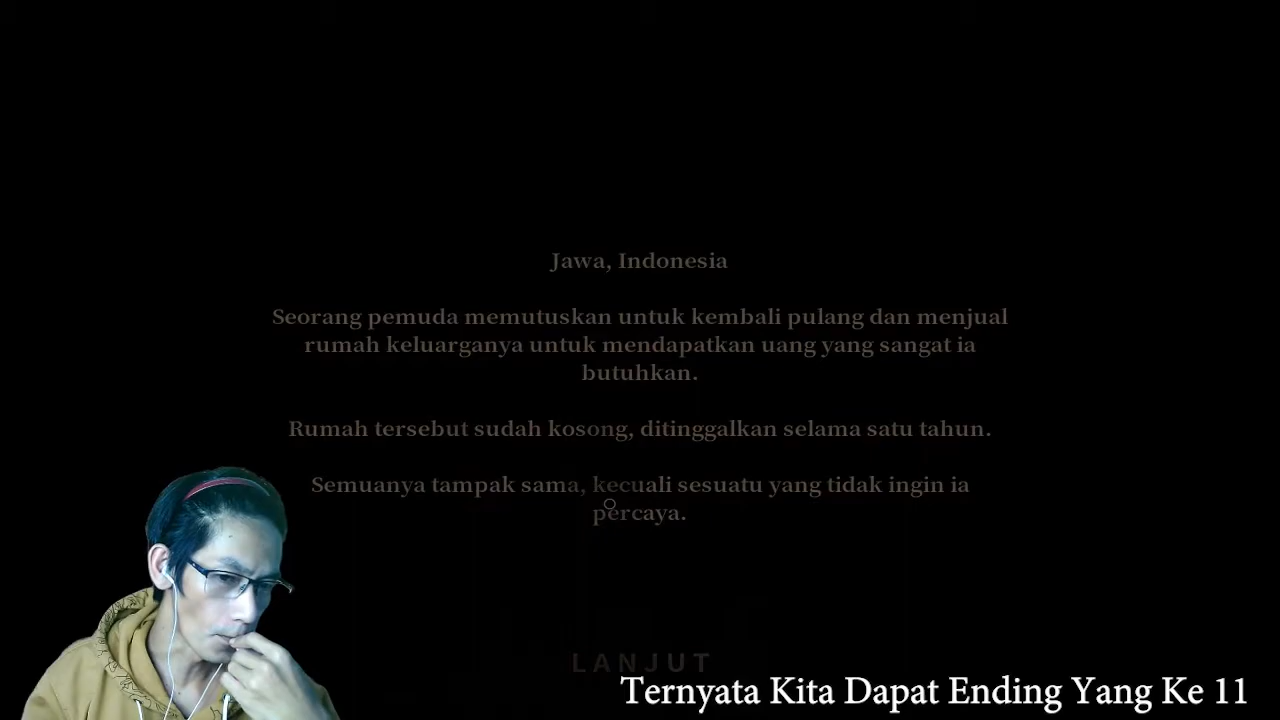 Jawa, Indonesia
Seorang pemuda memutuskan untuk kembali pulang dan menjual
rumah keluarganya untuk mendapatkan uang yang sangat ia
butuhkan.
Rumah tersebut sudah kosong, ditinggalkan selama satu tahun.
Semuanya tampak sama, kecuali sesuatu yang tidak ingin ia
percaya.
LANJUT
Ternyata Kita Dapat Ending Yang Ke 11